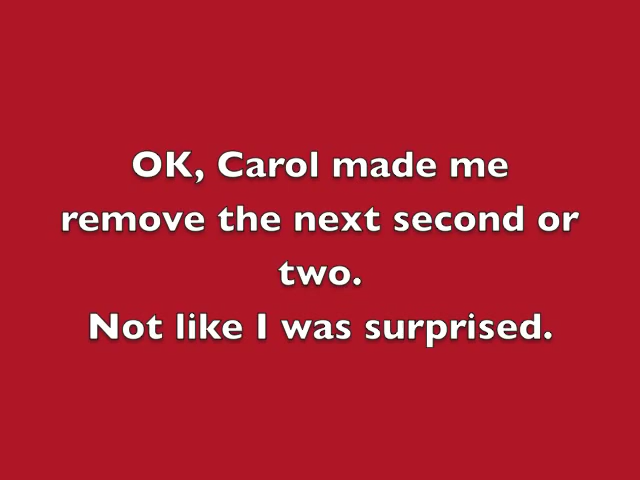 OK, Carol made me
remove the next second or
two.
Not like I was surprised.